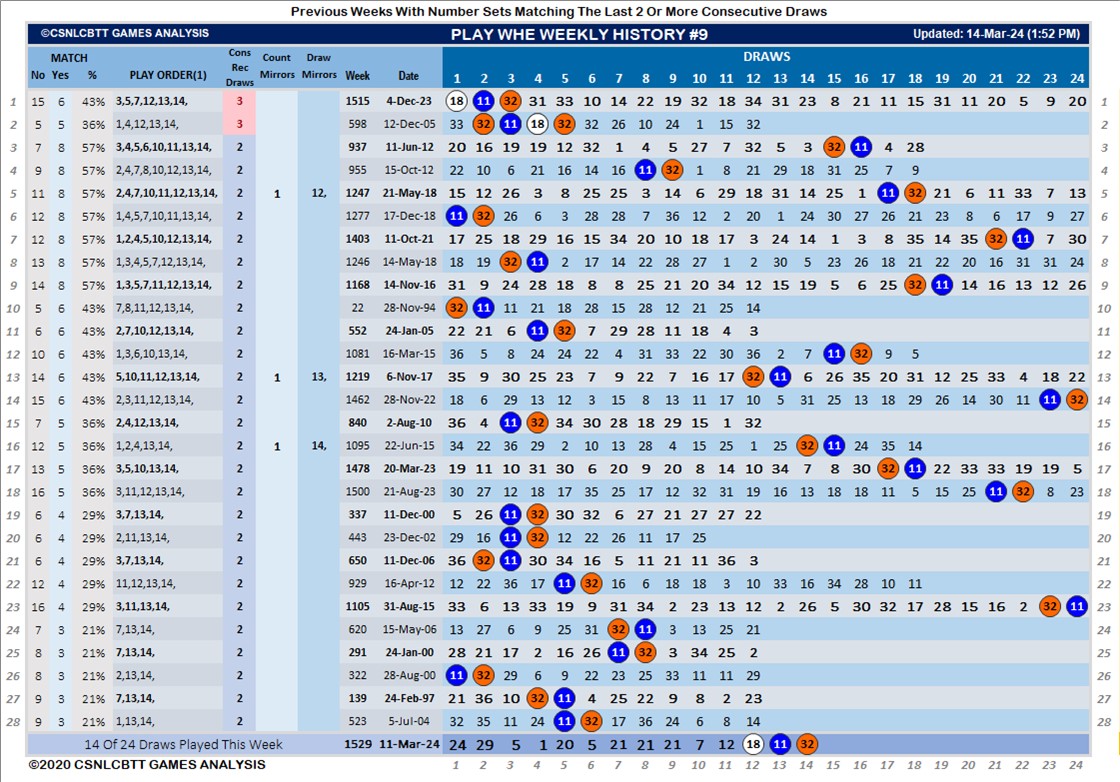 Previous Weeks With Number Sets Matching The Last 2 Or More Consecutive Draws
©CSNLCBTT GAMES ANALYSIS PLAY WHE WEEKLY HISTORY #9 Updated: 14-Mar-24 (1:52 PM)
MATCH Cons Rec Draws Count Mirrors Draw Mirrors DRAWS
No Yes % PLAY ORDER(1) Week Date 1 2 3 4 5 6 7 8 9 10 11 12 13 14 15 16 17 18 19 20 21 22 23 24
1 15 6 43% 3,5,7,12,13,14, 3 1515 4-Dec-23 18 11 32 31 33 10 14 22 19 32 18 34 31 23 8 21 11 15 31 11 20 5 9 20 1
2 5 5 36% 1,4,12,13,14, 3 598 12-Dec-05 33 32 11 18 32 32 26 10 24 1 15 32 2
3 7 8 57% 3,4,5,6,10,11,13,14, 2 937 11-Jun-12 20 16 19 19 12 32 1 4 5 27 7 32 5 3 32 11 4 28 3
4 9 8 57% 2,4,7,8,10,12,13,14, 2 955 15-Oct-12 22 10 6 21 16 14 16 11 32 1 8 21 29 18 31 25 7 9 4
5 11 8 57% 2,4,7,10,11,12,13,14, 2 1 12, 1247 21-May-18 15 12 26 3 8 25 25 3 14 6 29 18 31 14 25 1 11 32 21 6 11 33 7 13 5
6 12 8 57% 1,4,5,7,6,10,11,13,14, 2 1277 17-Dec-18 11 32 26 6 3 28 28 7 36 12 2 20 1 24 30 27 26 21 23 8 6 17 9 27 6
7 12 8 57% 1,2,4,5,10,11,12,13,14, 2 1403 11-Oct-21 17 25 18 29 16 15 34 20 10 18 17 3 24 14 1 3 8 35 14 35 32 11 7 30 7
8 13 8 57% 1,3,4,5,7,12,13,14, 2 1246 14-May-18 18 19 32 11 2 17 14 22 28 27 1 2 30 5 23 26 18 21 22 20 16 31 31 24 8
9 14 8 57% 1,3,5,7,11,12,13,14, 2 1168 14-Nov-16 31 9 24 28 18 8 8 25 21 20 34 12 15 19 5 6 25 32 11 14 16 13 12 26 9
10 5 6 43% 7,8,11,12,13,14, 2 22 28-Nov-94 32 11 11 21 18 28 15 28 12 21 25 14 10
11 6 6 43% 2,7,10,12,13,14, 2 552 24-Jan-05 22 21 6 11 32 7 29 28 11 18 4 3 11
12 10 6 43% 1,3,6,10,13,14, 2 1081 16-Mar-15 36 5 8 24 24 22 4 31 33 22 30 36 2 7 11 32 9 5 12
13 14 6 43% 5,10,11,12,13,14, 2 1 13, 1219 6-Nov-17 35 9 30 25 23 7 9 22 7 16 17 32 11 6 26 35 20 31 12 25 33 4 18 22 13
14 15 6 43% 2,3,11,12,13,14, 2 1462 28-Nov-22 18 6 29 13 12 3 15 8 13 11 17 10 5 31 25 13 18 29 26 14 30 11 11 32 14
15 7 5 36% 2,4,12,13,14, 2 840 2-Aug-10 36 4 11 32 34 30 28 18 29 15 1 32 15
16 12 5 36% 1,2,4,13,14, 2 1 14, 1095 22-Jun-15 34 22 36 29 2 10 13 28 4 15 25 1 25 32 11 24 35 14 16
17 13 5 36% 3,5,10,13,14, 2 1478 20-Mar-23 19 11 10 31 30 6 20 9 20 8 14 10 34 7 8 30 32 11 22 33 33 19 19 5 17
18 16 5 36% 3,11,12,13,14, 2 1500 21-Aug-23 30 27 12 18 17 35 25 17 12 32 31 19 16 13 18 18 11 5 15 25 11 32 8 23 18
19 6 4 29% 3,7,13,14, 2 337 11-Dec-00 5 26 11 32 30 32 6 27 21 27 27 22 19
20 6 4 29% 2,11,13,14, 2 443 23-Dec-02 29 16 11 32 12 22 26 11 17 25 20
21 6 4 29% 3,7,13,14, 2 650 11-Dec-06 36 32 11 30 34 16 5 11 21 11 36 3 21
22 12 4 29% 11,12,13,14, 2 929 16-Apr-12 12 22 36 17 11 32 16 6 18 18 3 10 33 16 34 28 10 11 22
23 16 4 29% 3,11,13,14, 2 1105 31-Aug-15 33 6 13 33 19 9 31 34 2 23 13 12 2 26 5 30 32 17 28 15 16 2 32 11 23
24 7 3 21% 7,13,14, 2 620 15-May-06 13 27 6 9 25 31 32 11 3 13 25 21 24
25 8 3 21% 7,13,14, 2 291 24-Jan-00 28 21 17 2 16 26 11 32 3 34 25 2 25
26 8 3 21% 2,13,14, 2 322 28-Aug-00 11 32 29 6 9 22 23 25 33 11 11 29 26
27 9 3 21% 7,13,14, 2 139 24-Feb-97 21 36 10 32 11 4 25 22 9 8 2 23 27
28 9 3 21% 1,13,14, 2 523 5-Jul-04 32 35 11 24 11 32 17 36 24 6 8 14 28
14 Of 24 Draws Played This Week 1529 11-Mar-24 24 29 5 1 20 5 21 21 21 7 12 18 11 32
©2020 CSNLCBTT GAMES ANALYSIS 1 2 3 4 5 6 7 8 9 10 11 12 13 14 15 16 17 18 19 20 21 22 23 24